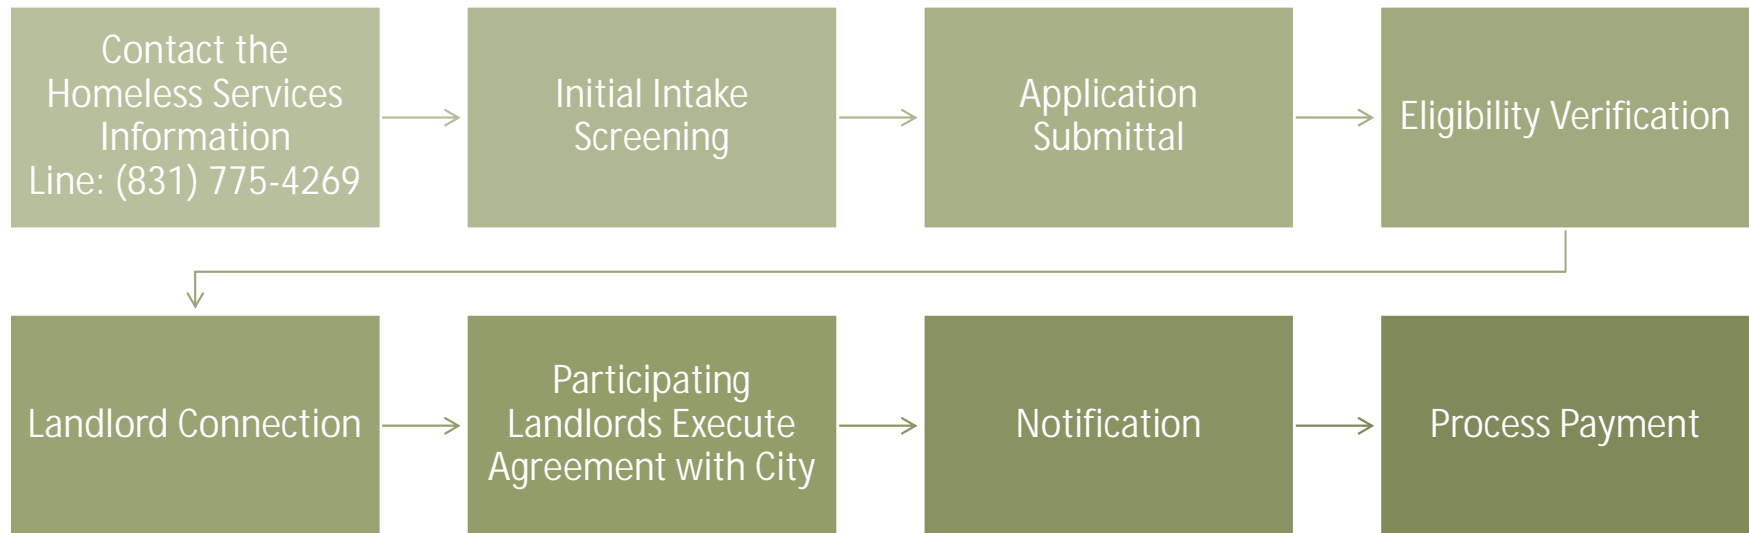 Contact the
Homeless Services
Information
Line: (831) 775-4269
Initial Intake
Screening
Application
Submittal
Eligibility Verification
Landlord Connection
Participating
Landlords Execute
Agreement with City
Notification
Process Payment